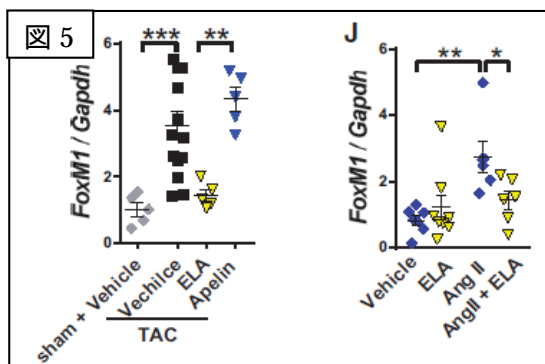 図 5
*** **
FoxM1 / Gapdh
6
4
2
0
sham + Vehicle
Vechilce
ELA
Apelin
TAC
J
** *
FoxM1 / Gapdh
6
4
2
0
Vehicle
ELA
Ang II
AngII + ELA